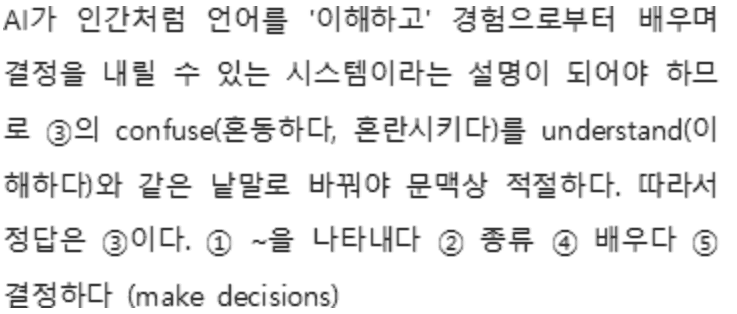 AI가 인간처럼 언어를 '이해하고' 경험으로부터 배우며
결정을 내릴 수 있는 시스템이라는 설명이 되어야 하므
로 ③의 confuse(혼동하다, 혼란시키다)를 understand(이
해하다)와 같은 낱말로 바꿔야 문맥상 적절하다. 따라서
정답은 ③이다. ① ~을 나타내다 ② 종류 ④ 배우다 ⑤
결정하다 (make decisions)